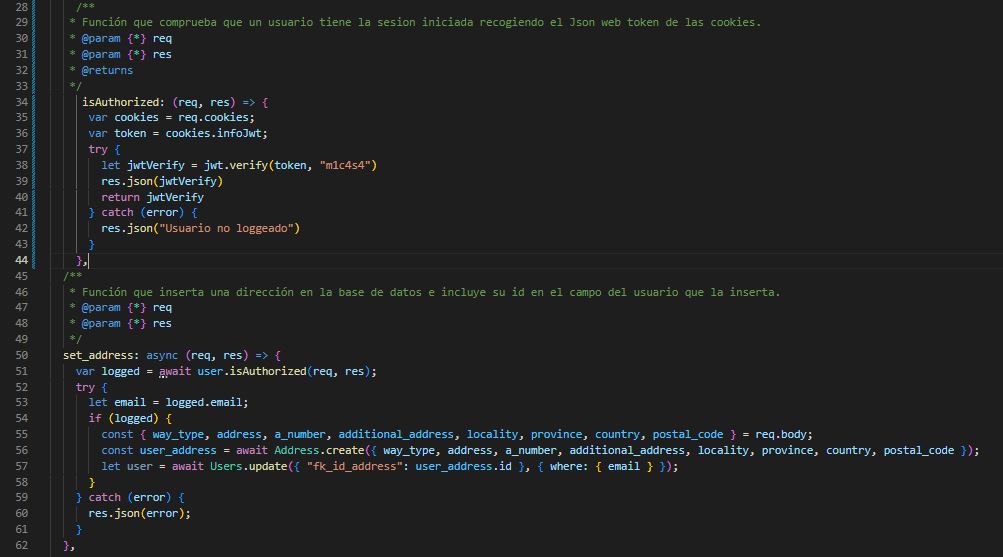 28 /**
29 * Función que comprueba que un usuario tiene la sesion iniciada recogiendo el Json web token de las cookies.
30 * @param {*} req
31 * @param {*} res
32 * @returns
33 */
34 isAuthorized: (req, res) => {
35 var cookies = req.cookies;
36 var token = cookies.infoJwt;
37 try {
38 let jwtVerify = jwt.verify(token, "m1c4s4")
39 res.json(jwtVerify)
40 return jwtVerify
41 } catch (error) {
42 res.json("Usuario no loggeado")
43 }
44 },
45 /**
46 * Función que inserta una dirección en la base de datos e incluye su id en el campo del usuario que la inserta.
47 * @param {*} req
48 * @param {*} res
49 */
50 set_address: async (req, res) => {
51 var logged = await user.isAuthorized(req, res);
52 try {
53 let email = logged.email;
54 if (logged) {
55 const { way_type, address, a_number, additional_address, locality, province, country, postal_code } = req.body;
56 const user_address = await Address.create({ way_type, address, a_number, additional_address, locality, province, country, postal_code });
57 let user = await Users.update({ "fk_id_address": user_address.id }, { where: { email } });
58 }
59 } catch (error) {
60 res.json(error);
61 }
62 },